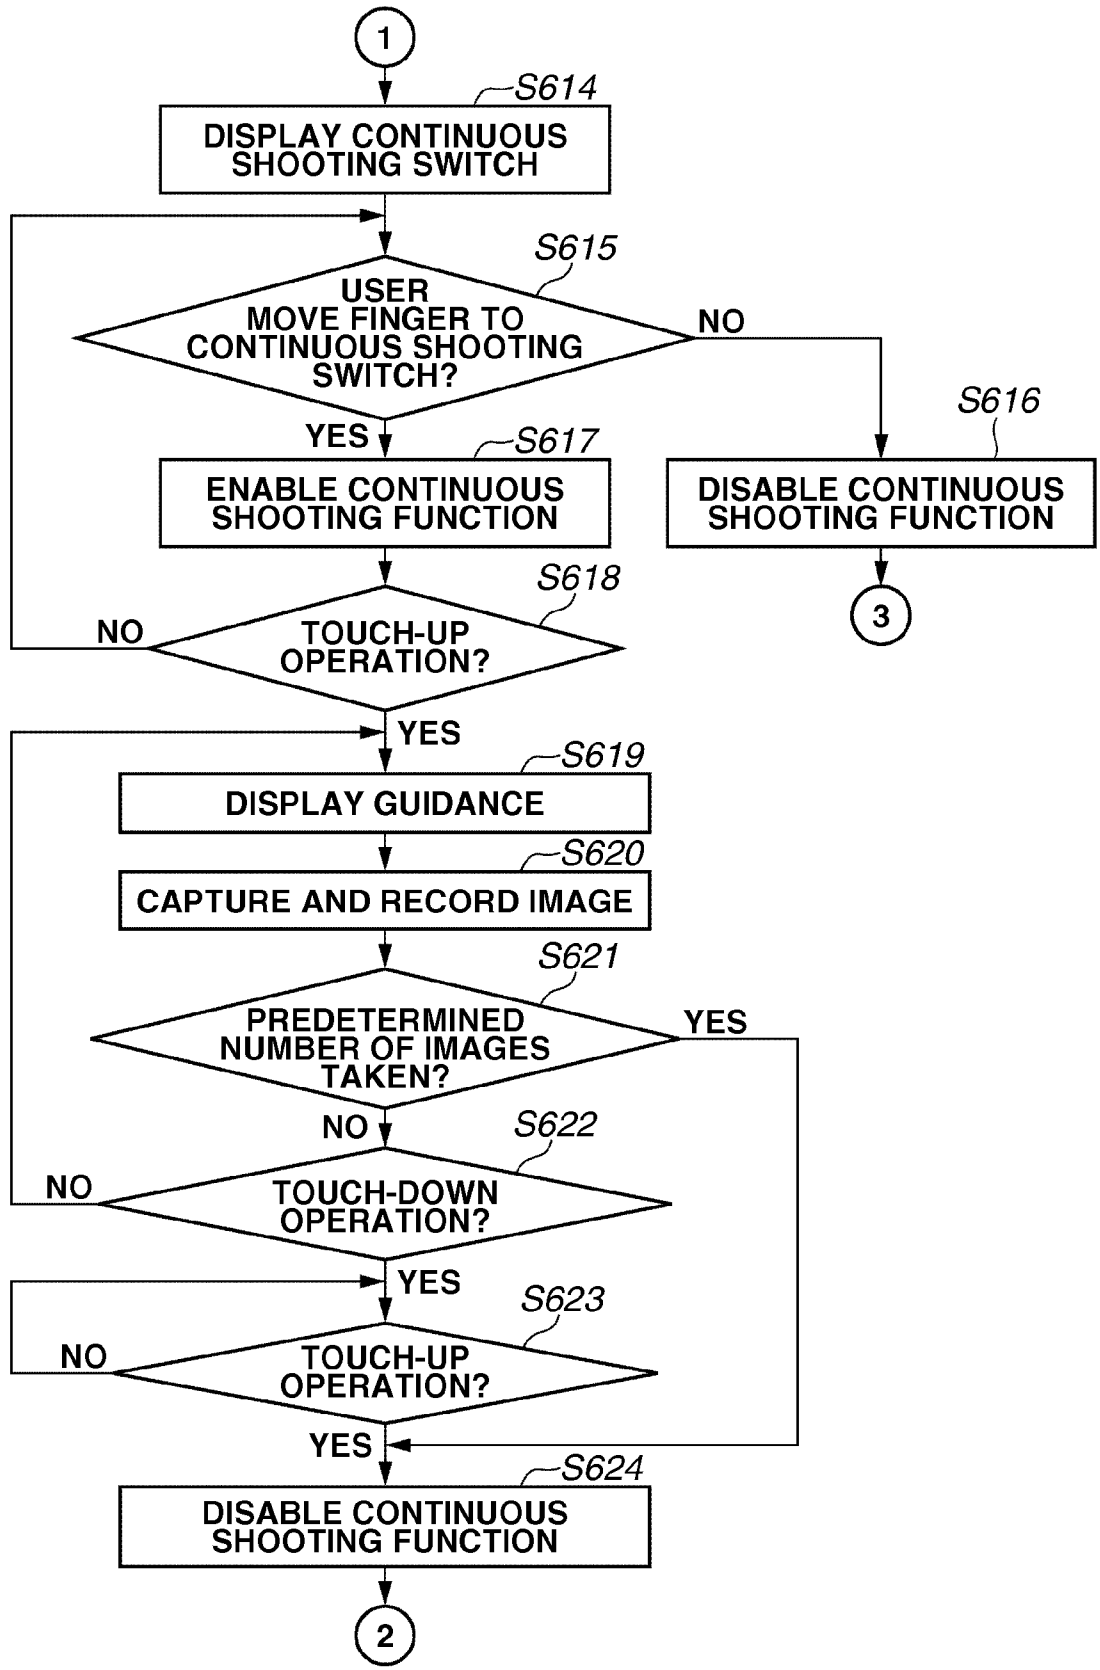 1
S614
DISPLAY CONTINUOUS
SHOOTING SWITCH
S615
USER
MOVE FINGER TO
CONTINUOUS SHOOTING
SWITCH?
NO
YES
S617
ENABLE CONTINUOUS
SHOOTING FUNCTION
S616
DISABLE CONTINUOUS
SHOOTING FUNCTION
3
S618
TOUCH-UP
OPERATION?
NO
YES
S619
DISPLAY GUIDANCE
S620
CAPTURE AND RECORD IMAGE
S621
PREDETERMINED
NUMBER OF IMAGES
TAKEN?
YES
NO
S622
TOUCH-DOWN
OPERATION?
NO
YES
S623
TOUCH-UP
OPERATION?
NO
YES
S624
DISABLE CONTINUOUS
SHOOTING FUNCTION
2